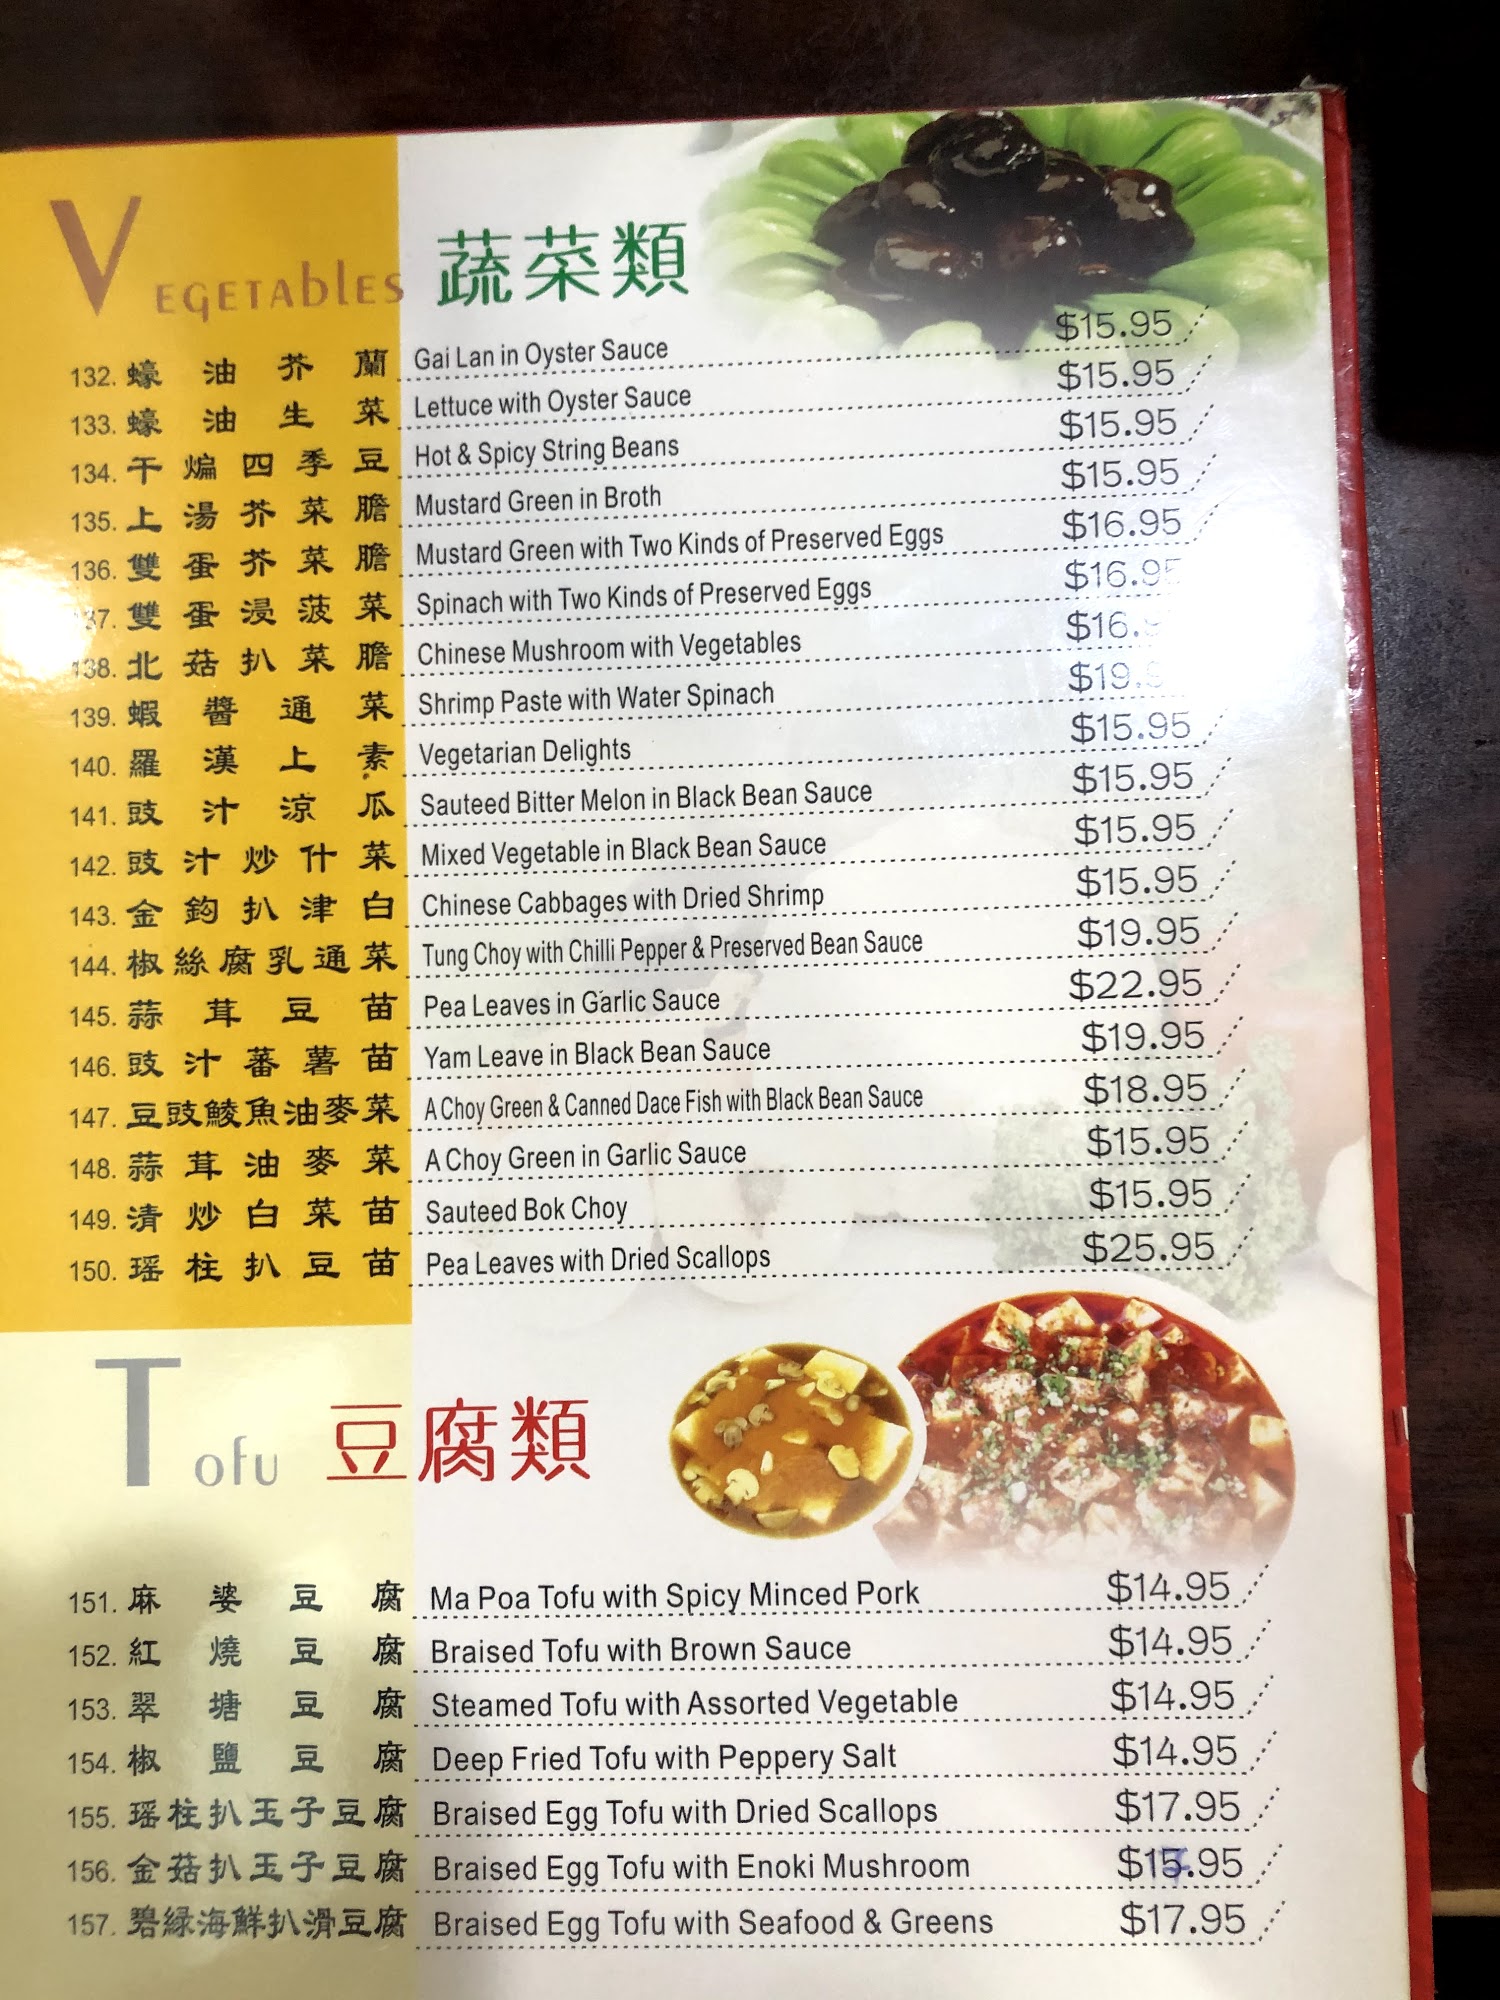 Vegetables 蔬菜類
132. 蠔油芥蘭 Gai Lan in Oyster Sauce $15.95
133. 蠔油生菜 Lettuce with Oyster Sauce $15.95
134. 干煸四季豆 Hot & Spicy String Beans $15.95
135. 上湯芥菜膽 Mustard Green in Broth $15.95
136. 雙蛋芥菜膽 Mustard Green with Two Kinds of Preserved Eggs $16.95
137. 雙蛋浸菠菜 Spinach with Two Kinds of Preserved Eggs $16.95
138. 北菇扒菜膽 Chinese Mushroom with Vegetables
139. 蝦醬通菜 Shrimp Paste with Water Spinach
140. 羅漢上素 Vegetarian Delights $15.95
141. 豉汁涼瓜 Sauteed Bitter Melon in Black Bean Sauce $15.95
142. 豉汁炒什菜 Mixed Vegetable in Black Bean Sauce $15.95
143. 金鈎扒津白 Chinese Cabbages with Dried Shrimp $15.95
144. 椒絲腐乳通菜 Tung Choy with Chilli Pepper & Preserved Bean Sauce $19.95
145. 蒜茸豆苗 Pea Leaves in Garlic Sauce $22.95
146. 豉汁蕃薯苗 Yam Leave in Black Bean Sauce $19.95
147. 豆豉鯪魚油麥菜 A Choy Green & Canned Dace Fish with Black Bean Sauce $18.95
148. 蒜茸油麥菜 A Choy Green in Garlic Sauce $15.95
149. 清炒白菜苗 Sauteed Bok Choy $15.95
150. 瑤柱扒豆苗 Pea Leaves with Dried Scallops $25.95
Tofu 豆腐類
151. 麻婆豆腐 Ma Poa Tofu with Spicy Minced Pork $14.95
152. 紅燒豆腐 Braised Tofu with Brown Sauce $14.95
153. 翠塘豆腐 Steamed Tofu with Assorted Vegetable $14.95
154. 椒鹽豆腐 Deep Fried Tofu with Peppery Salt $14.95
155. 瑤柱扒玉子豆腐 Braised Egg Tofu with Dried Scallops $17.95
156. 金菇扒玉子豆腐 Braised Egg Tofu with Enoki Mushroom
157. 碧緑海鮮扒滑豆腐 Braised Egg Tofu with Seafood & Greens $17.95